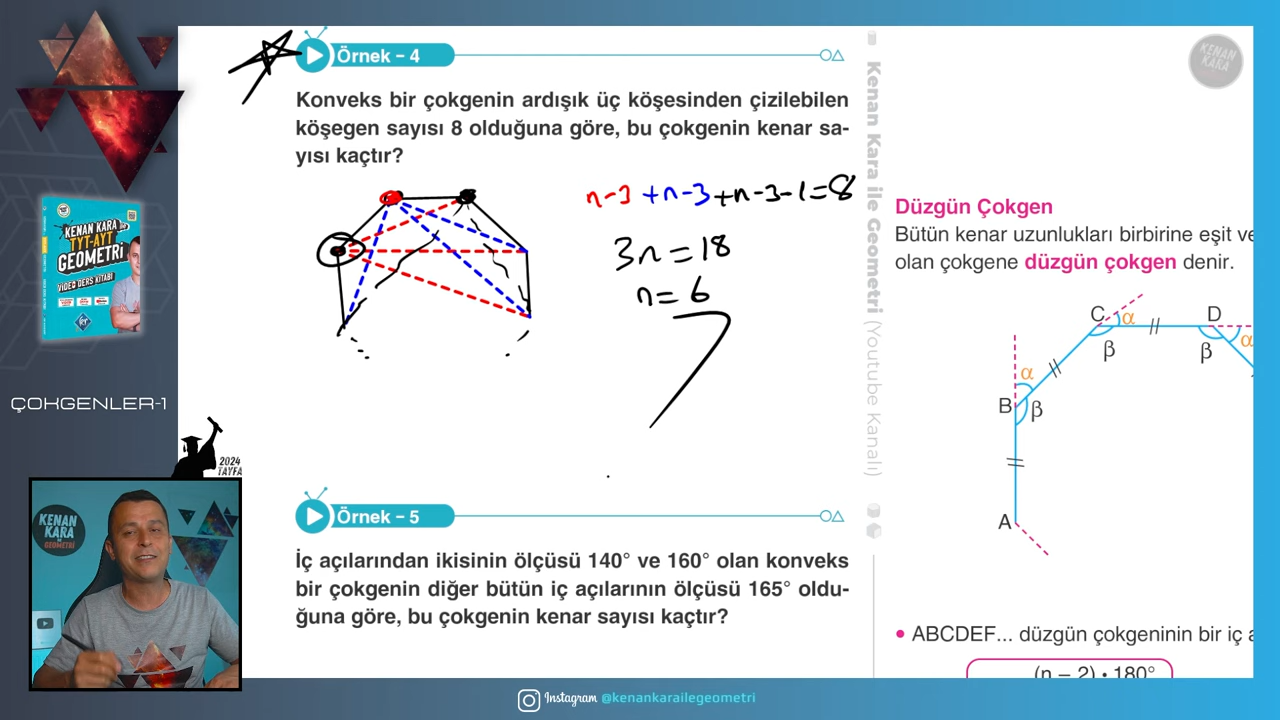 Örnek – 4
Konveks bir çokgenin ardışık üç köşesinden çizilebilen
köşegen sayısı 8 olduğuna göre, bu çokgenin kenar sa-
yısı kaçtır?
n-3 +n-3 +n-3-1=8
3n=18
n=6
Örnek – 5
İç açılarından ikisinin ölçüsü 140° ve 160° olan konveks
bir çokgenin diğer bütün iç açılarının ölçüsü 165° oldu-
ğuna göre, bu çokgenin kenar sayısı kaçtır?
Kenan Kara ile Geometri (Youtube Kanalı)
KENAN
KARA
Düzgün Çokgen
Bütün kenar uzunlukları birbirine eşit ve
olan çokgene düzgün çokgen denir.
C α D
β β α
α
B β
A
• ABCDEF... düzgün çokgeninin bir iç a
(n – 2) • 180°
KENAN KARA
TYT-AYT
GEOMETRİ
VİDEO DERS KİTABI
ÇOKGENLER-1
2024
TAYFA
KENAN
KARA
GEOMETRİ
Instagram @kenankarailegeometri